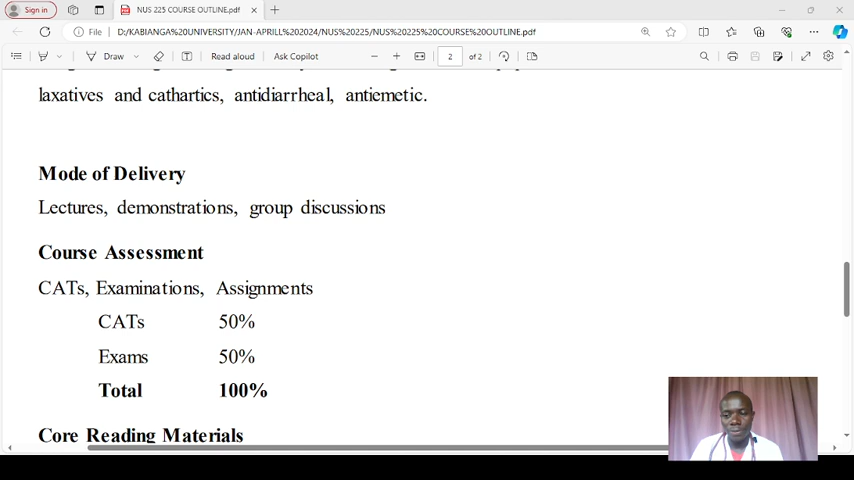 Sign in
NUS 225 COURSE OUTLINE.pdf
File
D:/KABIANGA%20UNIVERSITY/JAN-APRILL%202024/NUS%20225/NUS%20225%20COURSE%20OUTLINE.pdf
Draw
Read aloud
Ask Copilot
2 of 2
laxatives and cathartics, antidiarrheal, antiemetic.
Mode of Delivery
Lectures, demonstrations, group discussions
Course Assessment
CATs, Examinations, Assignments
CATs 50%
Exams 50%
Total 100%
Core Reading Materials